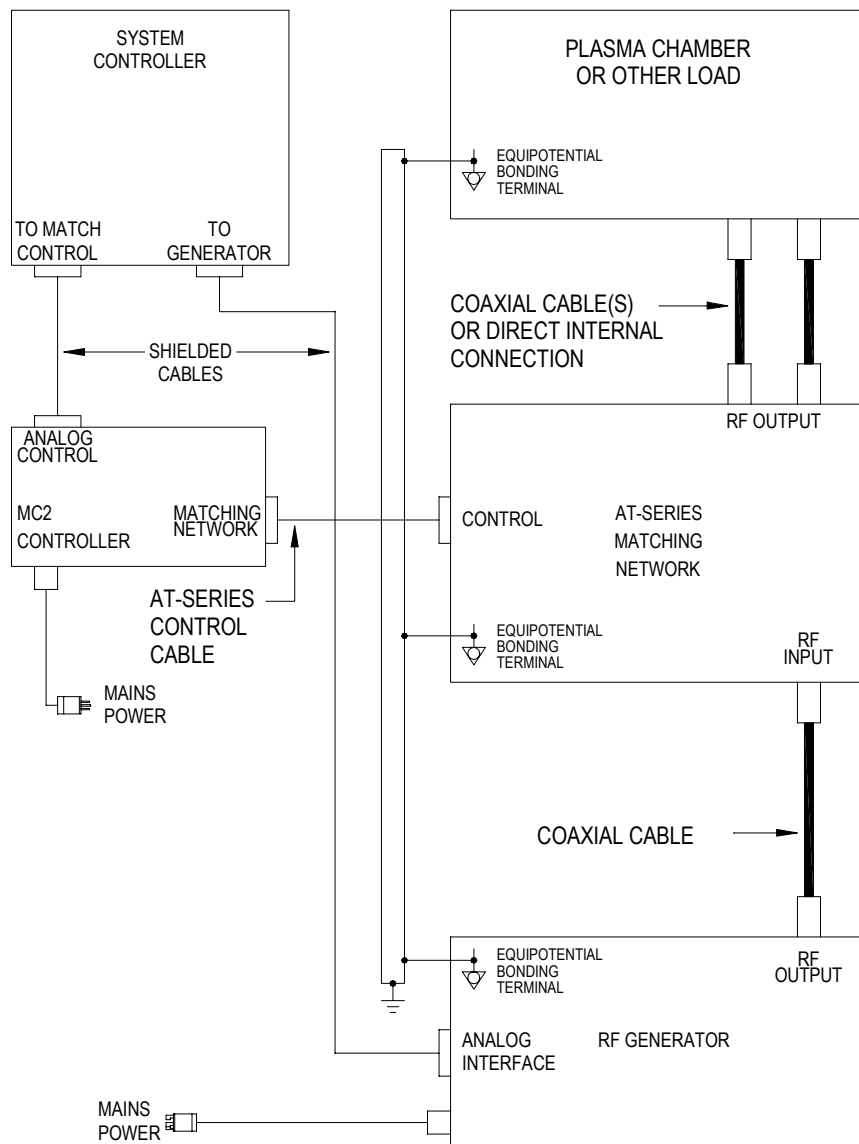 SYSTEM
CONTROLLER
TO MATCH
CONTROL
TO
GENERATOR
PLASMA CHAMBER
OR OTHER LOAD
EQUIPOTENTIAL
BONDING
TERMINAL
COAXIAL CABLE(S)
OR DIRECT INTERNAL
CONNECTION
SHIELDED
CABLES
ANALOG
CONTROL
MC2
CONTROLLER
MATCHING
NETWORK
AT-SERIES
CONTROL
CABLE
MAINS
POWER
RF OUTPUT
CONTROL
AT-SERIES
MATCHING
NETWORK
EQUIPOTENTIAL
BONDING
TERMINAL
RF
INPUT
COAXIAL CABLE
EQUIPOTENTIAL
BONDING
TERMINAL
RF
OUTPUT
ANALOG
INTERFACE
RF GENERATOR
MAINS
POWER